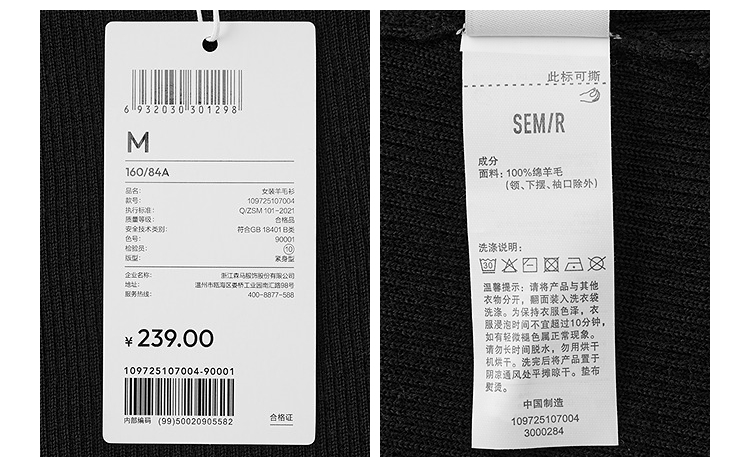 6 932030 301298
M
160/84A
品名: 女装羊毛衫
款号: 109725107004
执行标准: Q/ZSM 101-2021
质量等级: 合格品
安全技术类别: 符合GB 18401 B类
色号: 90001
检验员: 10
版型: 紧身型
企业名称: 浙江森马服饰股份有限公司
地址: 温州市瓯海区娄桥工业园南汇路98号
服务热线: 400-8877-588
¥ 239.00
109725107004-90001
内部编码 (99)50020905582 合格证
此标可撕
SEM/R
成分
面料: 100%绵羊毛
(领、下摆、袖口除外)
洗涤说明:
30
温馨提示: 请将产品与其他
衣物分开, 翻面装入洗衣袋
洗涤。为保持衣服色泽, 衣
服浸泡时间不宜超过10分钟,
如有轻微褪色属正常现象。
请勿长时间脱水, 勿用烘干
机烘干。洗完后将产品置于
阴凉通风处平摊晾干。垫布
熨烫。
中国制造
109725107004
3000284